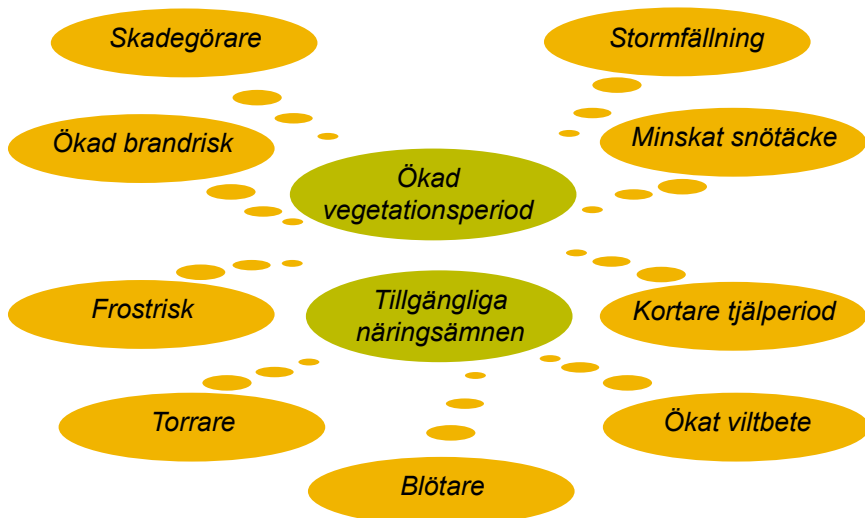 Skadegörare
Stormfällning
Ökad brandrisk
Minskat snötäcke
Ökad
vegetationsperiod
Frostrisk
Tillgängliga
näringsämnen
Kortare tjälperiod
Torrare
Ökat viltbete
Blötare